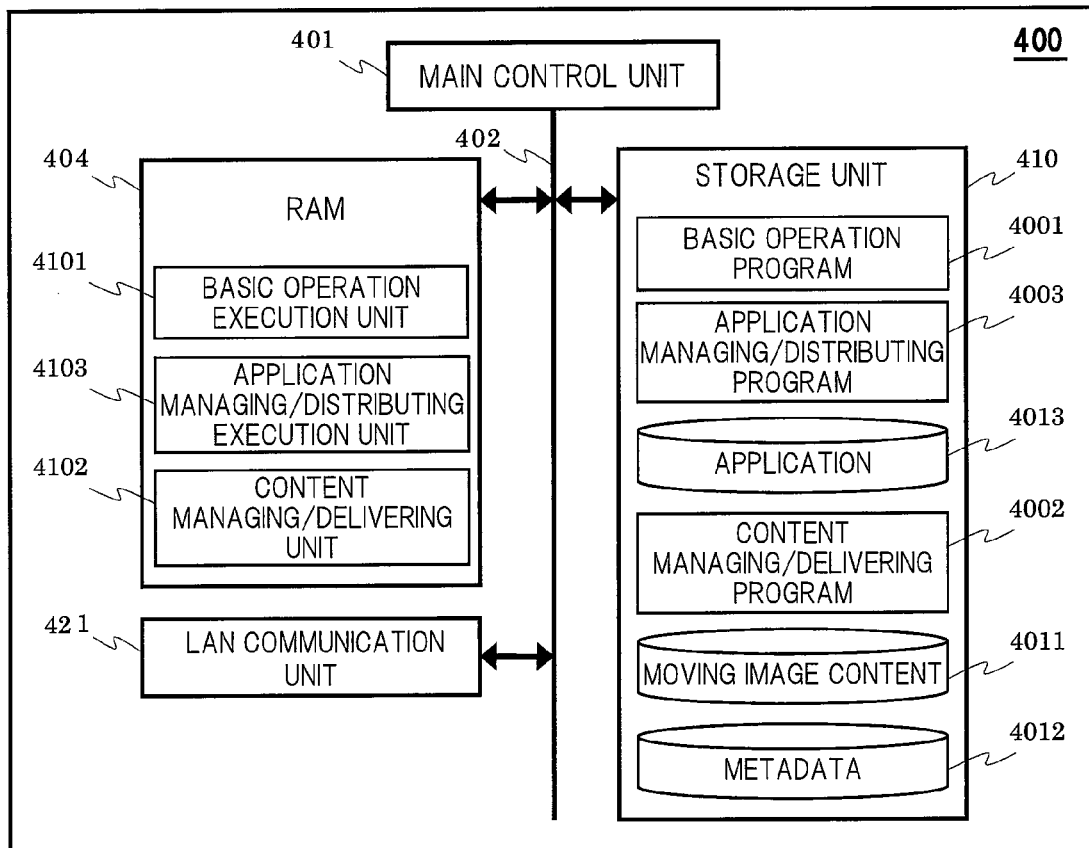 400
401
MAIN CONTROL UNIT
402
404
RAM
4101
BASIC OPERATION
EXECUTION UNIT
4103
APPLICATION
MANAGING/DISTRIBUTING
EXECUTION UNIT
4102
CONTENT
MANAGING/DELIVERING
UNIT
421
LAN COMMUNICATION
UNIT
STORAGE UNIT
410
BASIC OPERATION
PROGRAM
4001
APPLICATION
MANAGING/DISTRIBUTING
PROGRAM
4003
APPLICATION
4013
CONTENT
MANAGING/DELIVERING
PROGRAM
4002
MOVING IMAGE CONTENT
4011
METADATA
4012